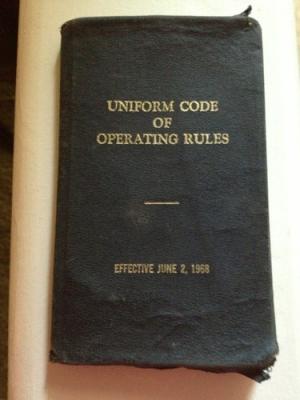 UNIFORM CODE
OF
OPERATING RULES
EFFECTIVE JUNE 2, 1968